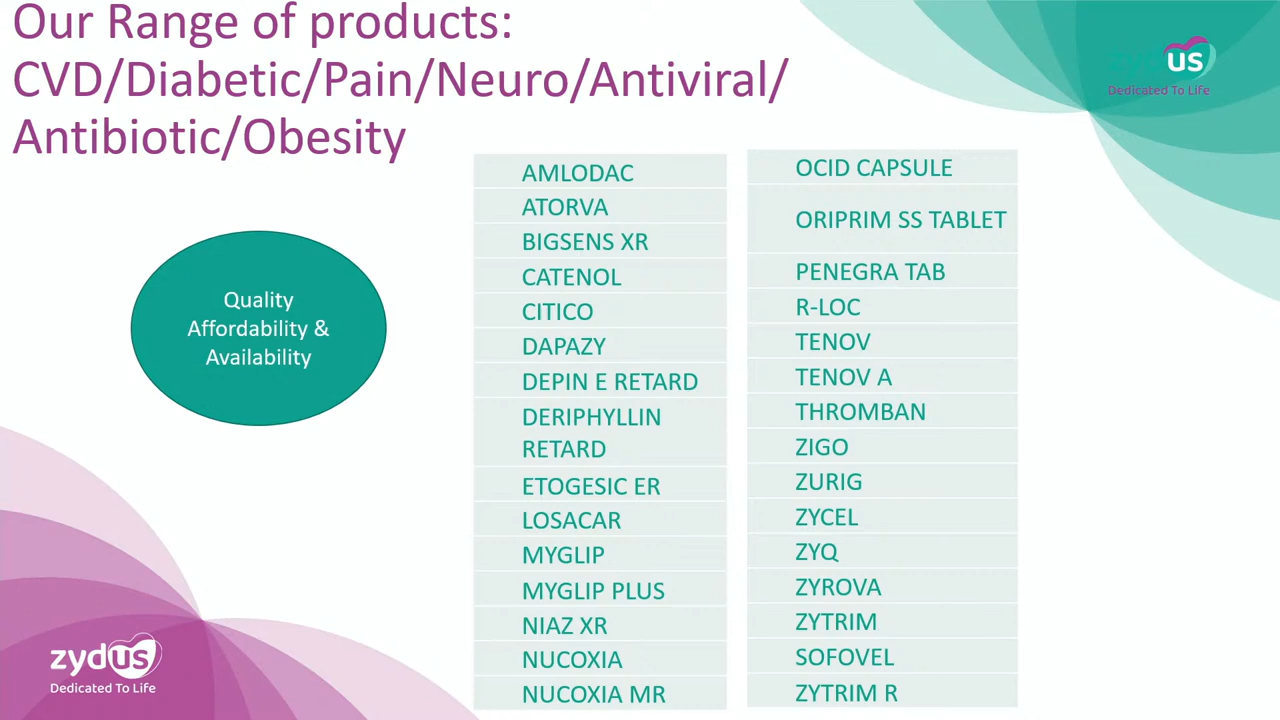 Our Range of products:
CVD/Diabetic/Pain/Neuro/Antiviral/
Antibiotic/Obesity
zydus
Dedicated To Life
Quality
Affordability &
Availability
AMLODAC
ATORVA
BIGSENS XR
CATENOL
CITICO
DAPAZY
DEPIN E RETARD
DERIPHYLLIN
RETARD
ETOGESIC ER
LOSACAR
MYGLIP
MYGLIP PLUS
NIAZ XR
NUCOXIA
NUCOXIA MR
OCID CAPSULE
ORIPRIM SS TABLET
PENEGRA TAB
R-LOC
TENOV
TENOV A
THROMBAN
ZIGO
ZURIG
ZYCEL
ZYQ
ZYROVA
ZYTRIM
SOFOVEL
ZYTRIM R
zydus
Dedicated To Life